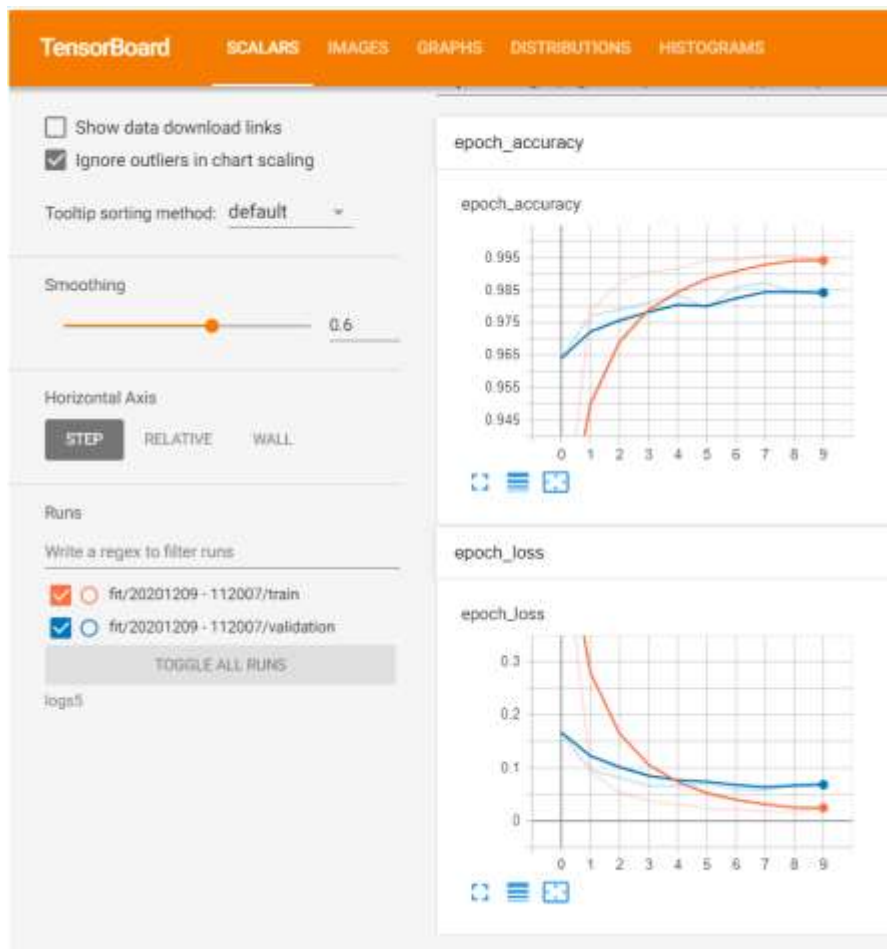 TensorBoard SCALARS IMAGES GRAPHS DISTRIBUTIONS HISTOGRAMS
Show data download links
Ignore outliers in chart scaling
Tooltip sorting method: default
Smoothing
0.6
Horizontal Axis
STEP RELATIVE WALL
Runs
Write a regex to filter runs
fit/20201209 - 112007/train
fit/20201209 - 112007/validation
TOGGLE ALL RUNS
logs5
epoch_accuracy
epoch_accuracy
0.995
0.985
0.975
0.965
0.955
0.945
0 1 2 3 4 5 6 7 8 9
epoch_loss
epoch_loss
0.3
0.2
0.1
0
0 1 2 3 4 5 6 7 8 9